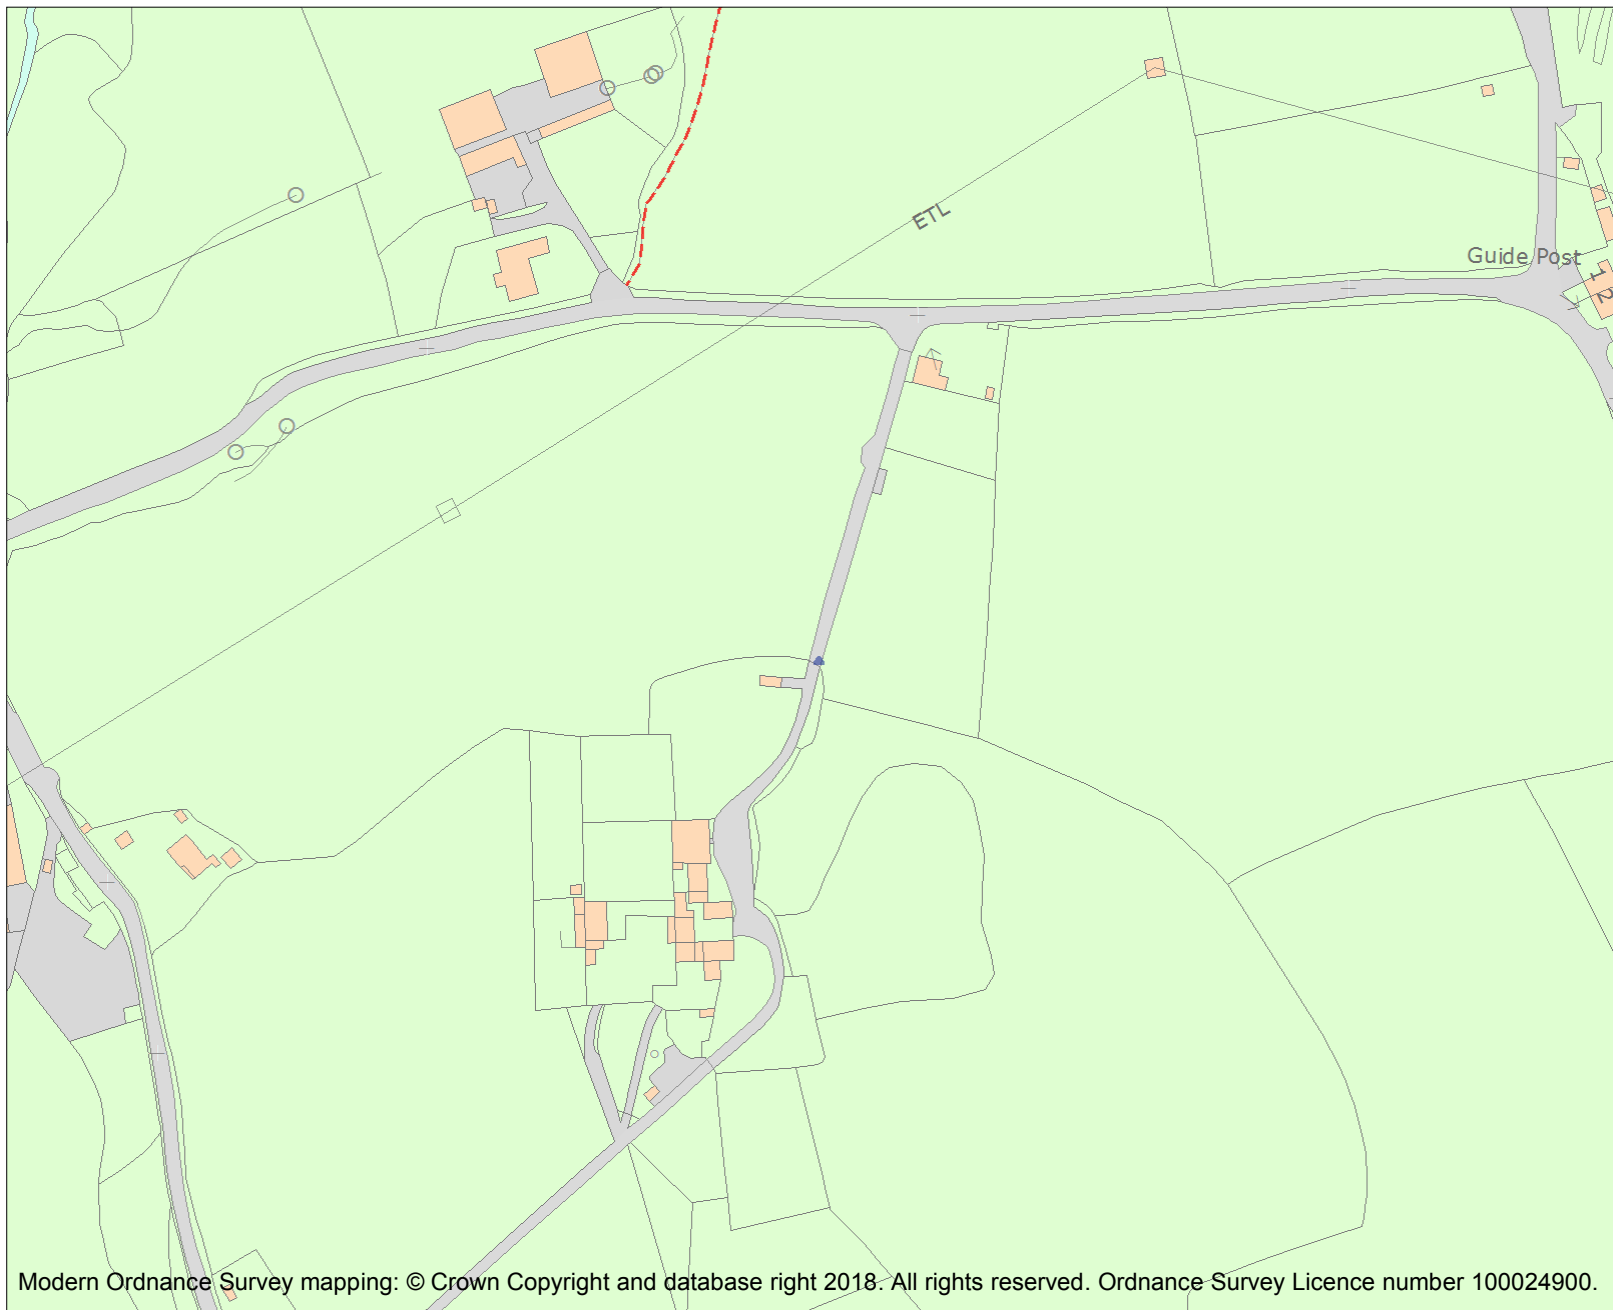 ETL
Guide Post
1
2
Modern Ordnance Survey mapping: © Crown Copyright and database right 2018. All rights reserved. Ordnance Survey Licence number 100024900.